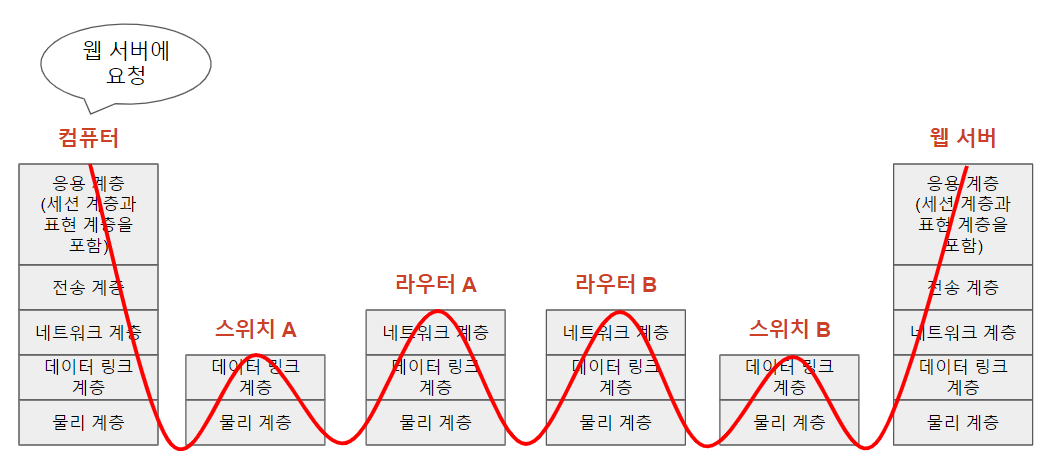 웹 서버에
요청
컴퓨터
응용 계층
(세션 계층과
표현 계층을
포함)
전송 계층
네트워크 계층
데이터 링크
계층
물리 계층
스위치 A
데이터 링크
계층
물리 계층
라우터 A
네트워크 계층
데이터 링크
계층
물리 계층
라우터 B
네트워크 계층
데이터 링크
계층
물리 계층
스위치 B
데이터 링크
계층
물리 계층
웹 서버
응용 계층
(세션 계층과
표현 계층을
포함)
전송 계층
네트워크 계층
데이터 링크
계층
물리 계층